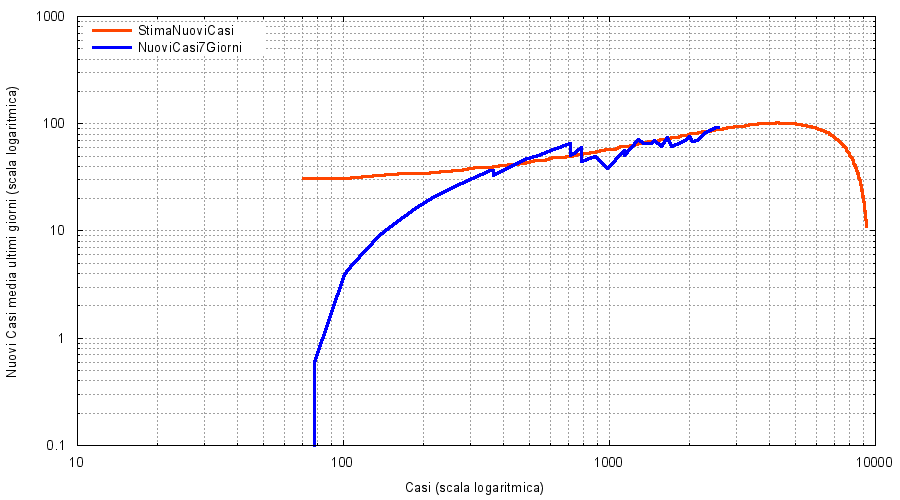 1000
StimaNuoviCasi
NuoviCasi7Giorni
100
10
1
0.1
Nuovi Casi media ultimi giorni (scala logaritmica)
10
100
1000
10000
Casi (scala logaritmica)